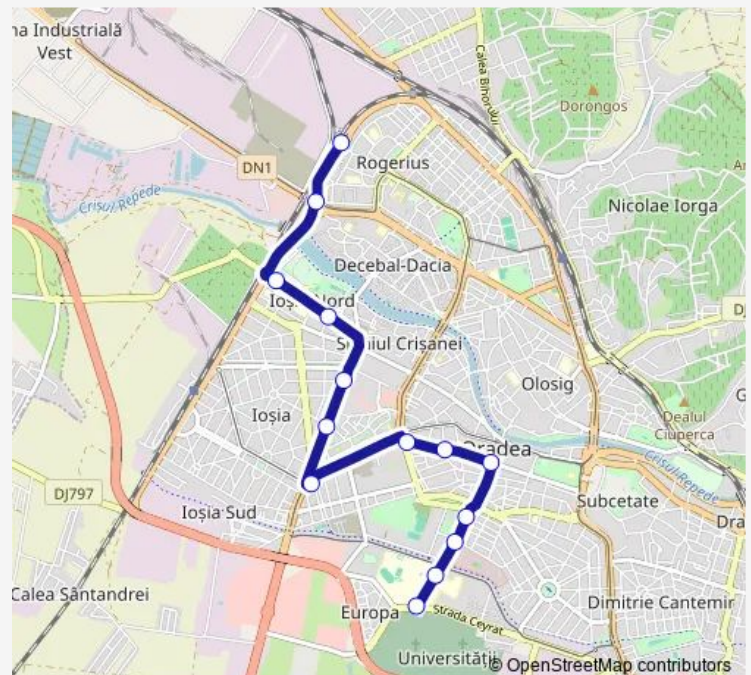 na Industrială
Vest
Calea Bihorului
Dorongos
DN1
Rogerius
Crișul Repede
Nicolae Iorga
Decebal-Dacia
Nord
Crișanei
Olosig
Ioșia
Dealul
Ciuperca
Oradea
Crișul Repede
DJ797
Subcetate
Ioșia Sud
Dra
Calea Sântandrei
Dimitrie Cantemir
Europa
Strada Ceyrat
Universității
© OpenStreetMap contributors